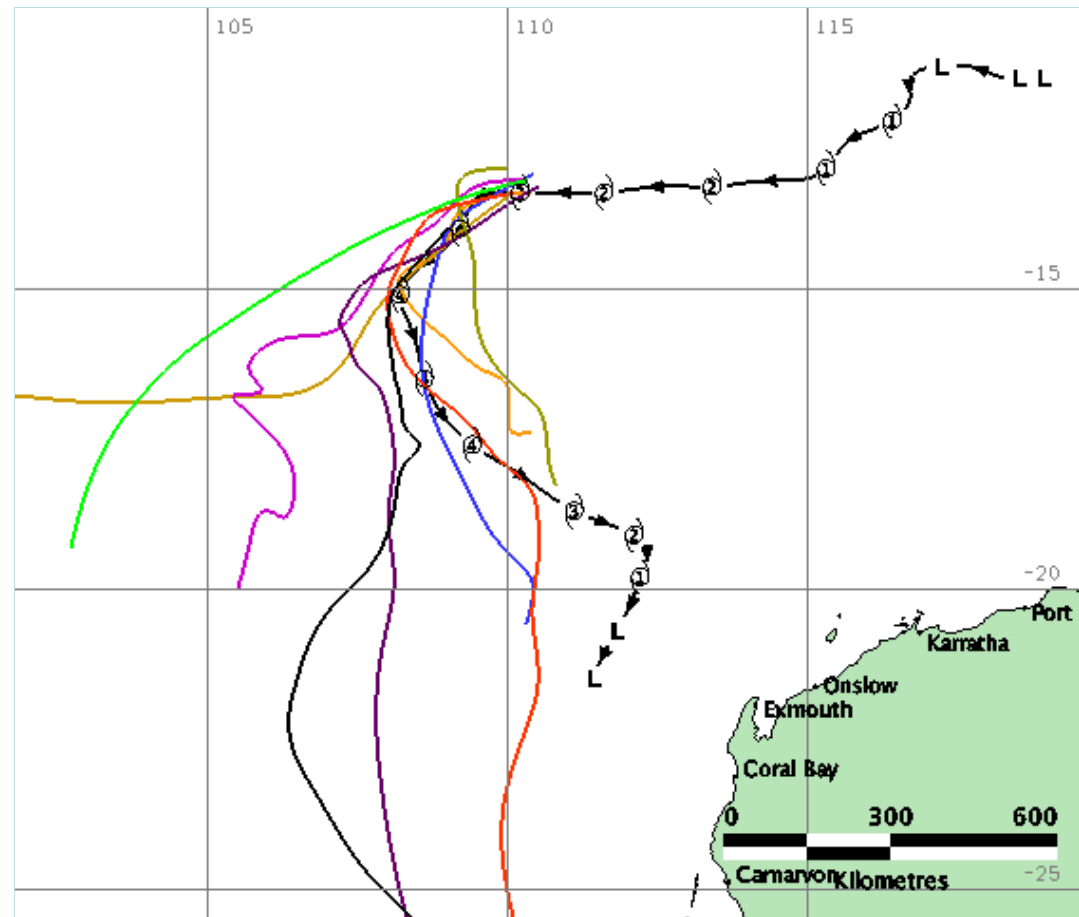 105 110 115
L L L
①
①
② ② ②
-15
④
③
②
①
-20
L
L
Port
Karratha
Onslow
Exmouth
Coral Bay
0 300 600
Carnarvon Kilometres
-25